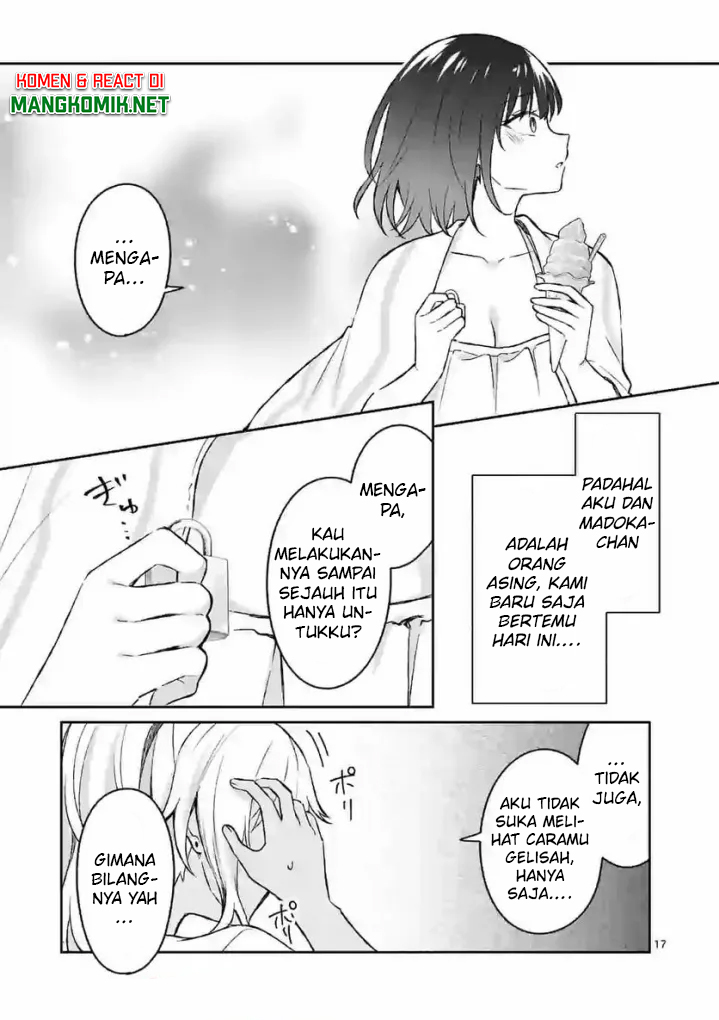 KOMEN & REACT DI
MANGKOMIK.NET
...
MENGA-
PA...
PADAHAL
AKU DAN
MADOKA-
CHAN
ADALAH
ORANG
ASING, KAMI
BARU SAJA
BERTEMU
HARI INI....
MENGA-
PA,
KAU
MELAKUKAN-
NYA SAMPAI
SEJAUH ITU
HANYA UN-
TUKKU?
ぎゅ...
...
TIDAK
JUGA,
AKU TIDAK
SUKA MELI-
HAT CARAMU
GELISAH,
HANYA
SAJA....
ポリ
ポリ
GIMANA
BILANG-
NYA YAH
...
17